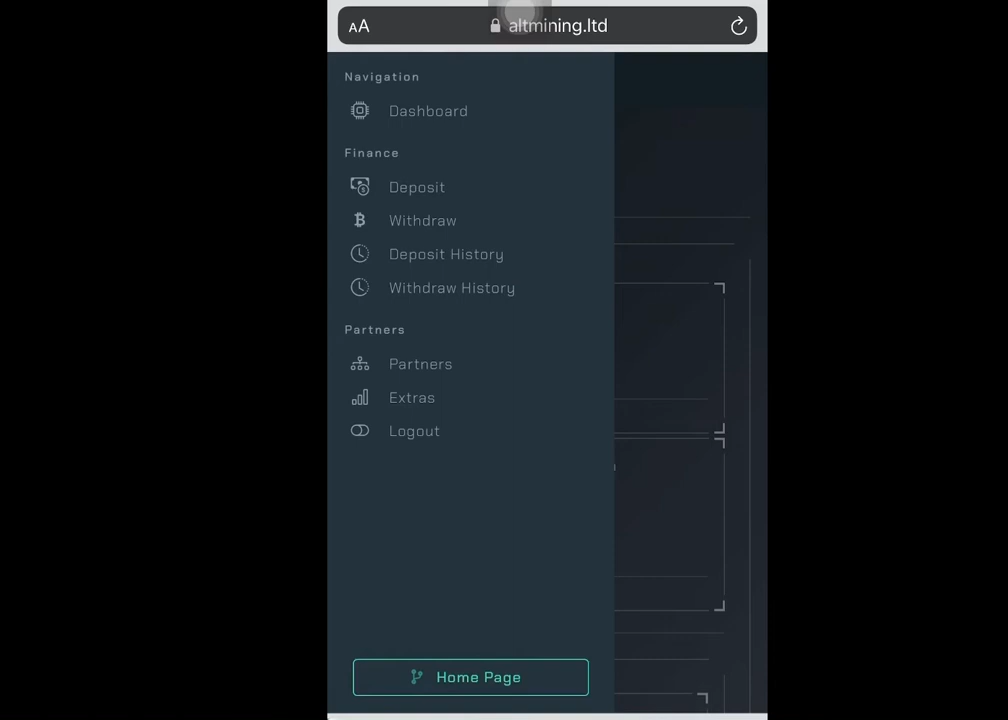 AA altmining.ltd
Navigation
Dashboard
Finance
Deposit
Withdraw
Deposit History
Withdraw History
Partners
Partners
Extras
Logout
Home Page